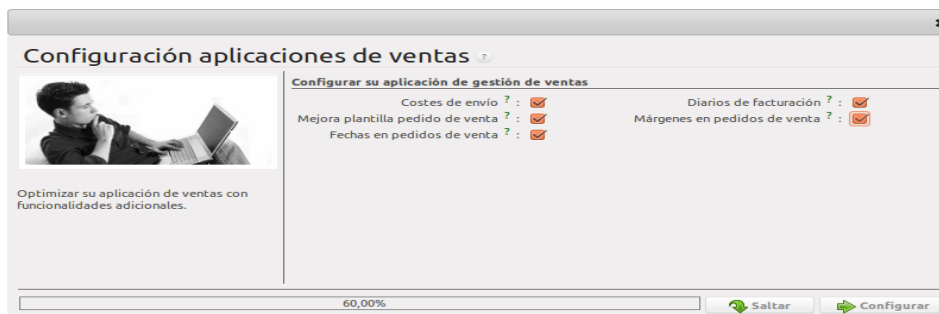 Configuración aplicaciones de ventas ?
Configurar su aplicación de gestión de ventas
Costes de envío ? :
Diarios de facturación ? :
Mejora plantilla pedido de venta ? :
Márgenes en pedidos de venta ? :
Fechas en pedidos de venta ? :
Optimizar su aplicación de ventas con
funcionalidades adicionales.
60,00%
Saltar
Configurar